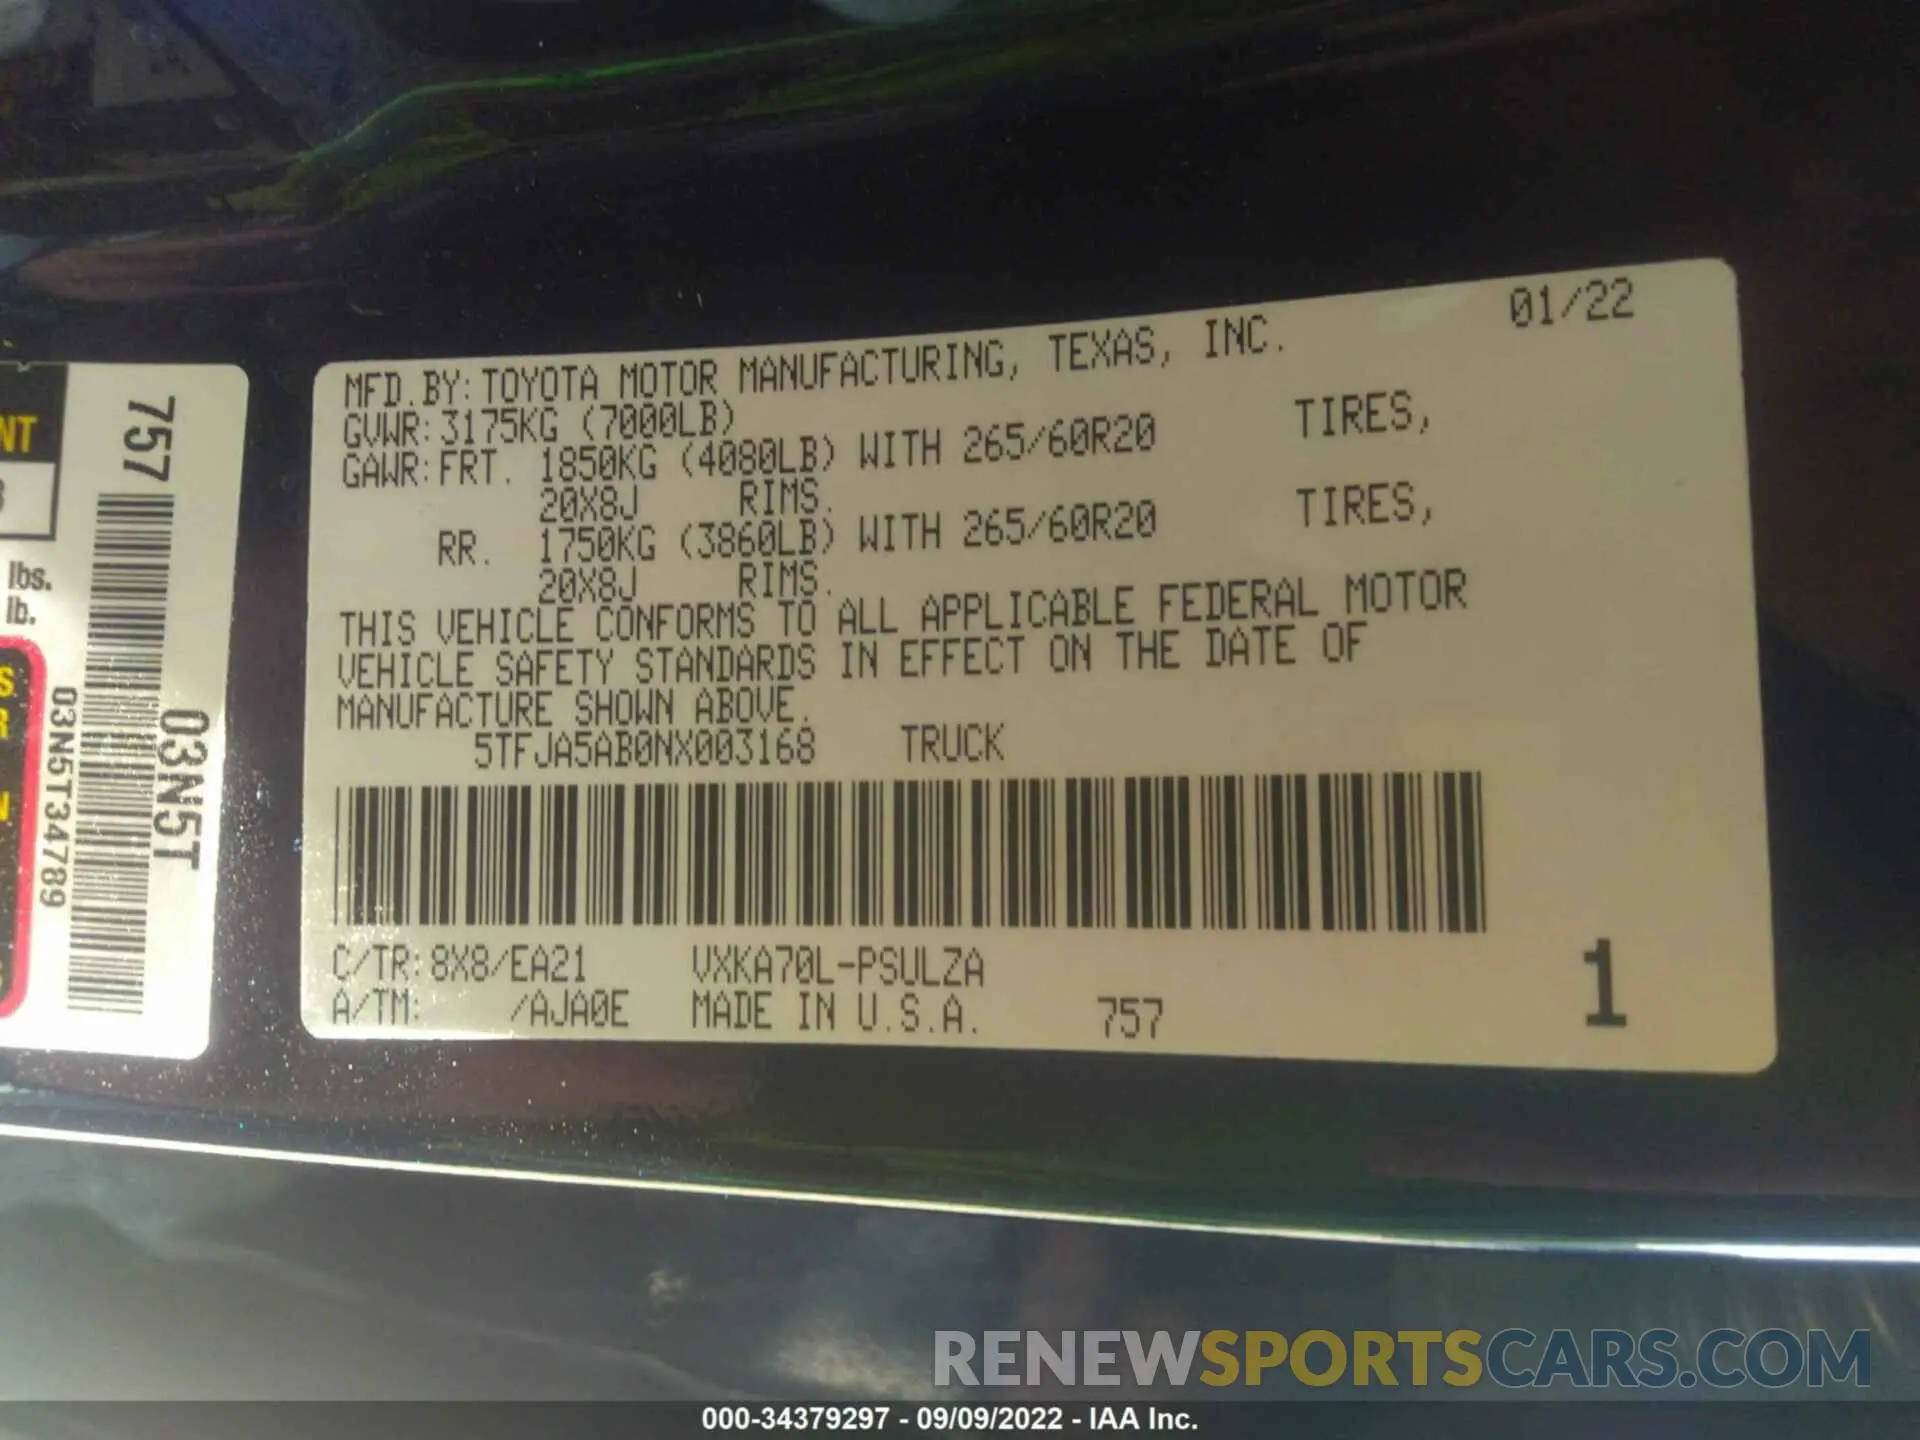 01/22
MFD.BY:TOYOTA MOTOR MANUFACTURING, TEXAS, INC.
GVWR:3175KG (7000LB)
GAWR:FRT. 1850KG (4080LB) WITH 265/60R20 TIRES,
20X8J RIMS.
RR. 1750KG (3860LB) WITH 265/60R20 TIRES,
20X8J RIMS.
THIS VEHICLE CONFORMS TO ALL APPLICABLE FEDERAL MOTOR
VEHICLE SAFETY STANDARDS IN EFFECT ON THE DATE OF
MANUFACTURE SHOWN ABOVE.
5TFJA5AB0NX003168 TRUCK
C/TR:8X8/EA21 VXKA70L-PSULZA
A/TM: /AJA0E MADE IN U.S.A. 757
1
757
03N5T
03N5T34789
NT
lbs.
lb.
RENEWSPORTSCARS.COM
000-34379297 - 09/09/2022 - IAA Inc.